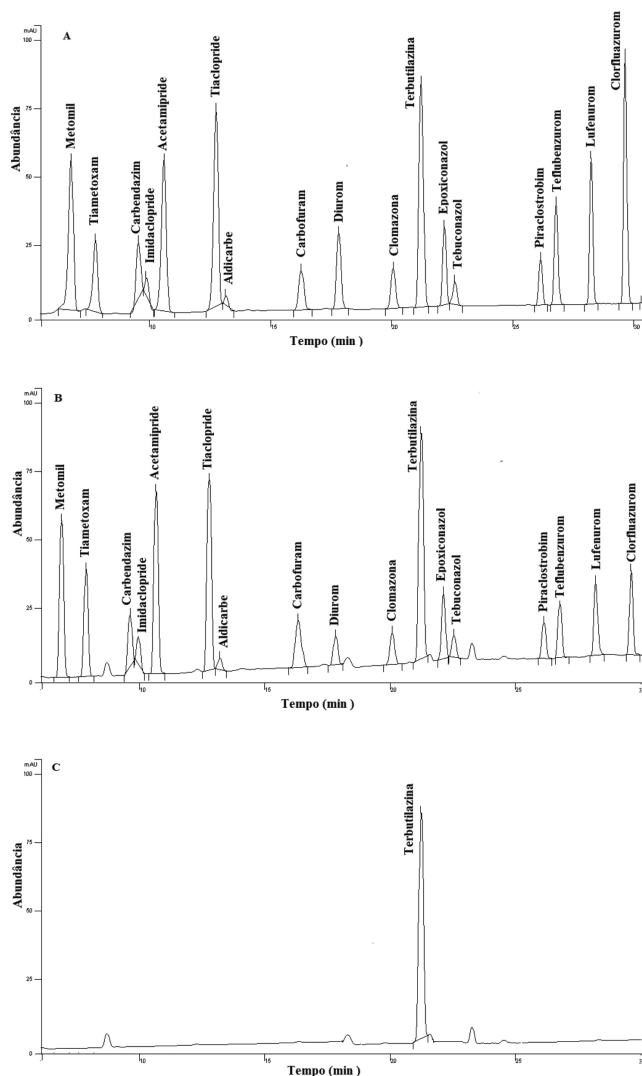 mAU
A
100
75
50
25
0
Abundância
Metomil
Tiametoxam
Carbendazim
Imidaclopride
Acetamipride
Tiaclopride
Aldicarbe
Carbofuram
Diurom
Clomazona
Terbutilazina
Epoxiconazol
Tebuconazol
Piraclostrobim
Teflubenzurom
Lufenurom
Clorfluazurom
10
15
20
25
30
Tempo (min )
mAU
B
100
75
50
25
0
Abundância
Metomil
Tiametoxam
Carbendazim
Imidaclopride
Acetamipride
Tiaclopride
Aldicarbe
Carbofuram
Diurom
Clomazona
Terbutilazina
Epoxiconazol
Tebuconazol
Piraclostrobim
Teflubenzurom
Lufenurom
Clorfluazurom
10
15
20
25
Tempo (min )
mAU
C
100
75
50
25
0
Abundância
Terbutilazina
10
15
20
25
Tempo (min )